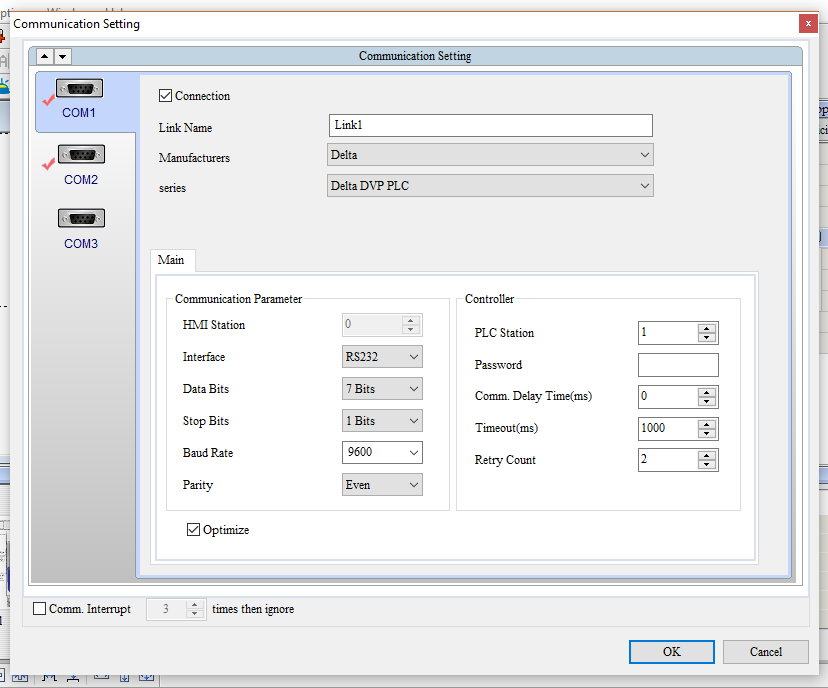 Communication Setting
x
Communication Setting
COM1
COM2
COM3
Connection
Link Name
Link1
Manufacturers
Delta
series
Delta DVP PLC
Main
Communication Parameter
HMI Station
0
Interface
RS232
Data Bits
7 Bits
Stop Bits
1 Bits
Baud Rate
9600
Parity
Even
Optimize
Controller
PLC Station
1
Password
Comm. Delay Time(ms)
0
Timeout(ms)
1000
Retry Count
2
Comm. Interrupt
3
times then ignore
OK
Cancel